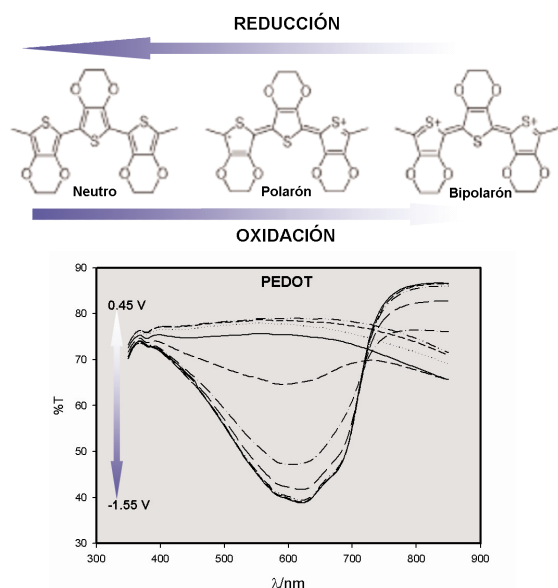 REDUCCIÓN
S S S O O O O O O
Neutro
S S S+ O O O O O O
Polarón
S+ S S+ O O O O O O
Bipolarón
OXIDACIÓN
PEDOT
90
80
70
60
50
40
30
%T
0.45 V
-1.55 V
300 400 500 600 700 800 900
λ/nm